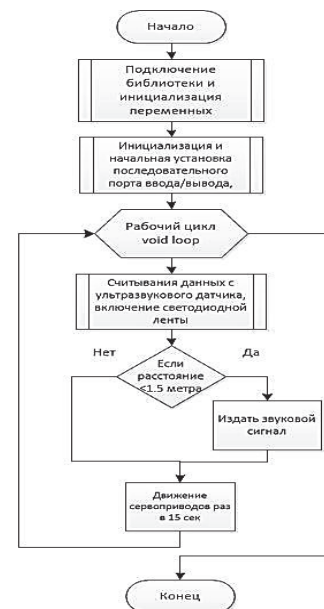 Начало
Подключение
библиотеки и
инициализация
переменных
Инициализация и
начальная установка
последовательного
порта ввода/вывода,
Рабочий цикл
void loop
Считывания данных с
ультразвукового датчика,
включение светодиодной
ленты
Нет
Да
Если
расстояние
<1.5 метра
Издать звуковой
сигнал
Движение
сервоприводов раз
в 15 сек
Конец